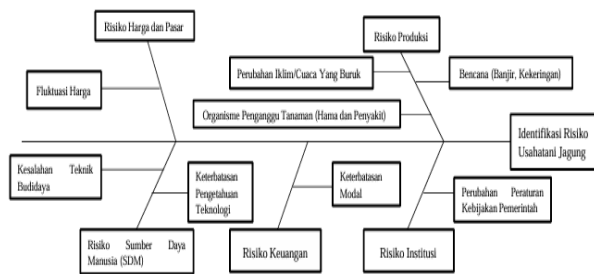 Risiko Harga dan Pasar
Risiko Produksi
Perubahan Iklim/Cuaca Yang Buruk
Bencana (Banjir, Kekeringan)
Fluktuasi Harga
Organisme Penganggu Tanaman (Hama dan Penyakit)
Identifikasi Risiko
Usahatani Jagung
Kesalahan Teknik
Budidaya
Keterbatasan
Pengetahuan
Teknologi
Keterbatasan
Modal
Perubahan Peraturan
Kebijakan Pemerintah
Risiko Sumber Daya
Manusia (SDM)
Risiko Keuangan
Risiko Institusi